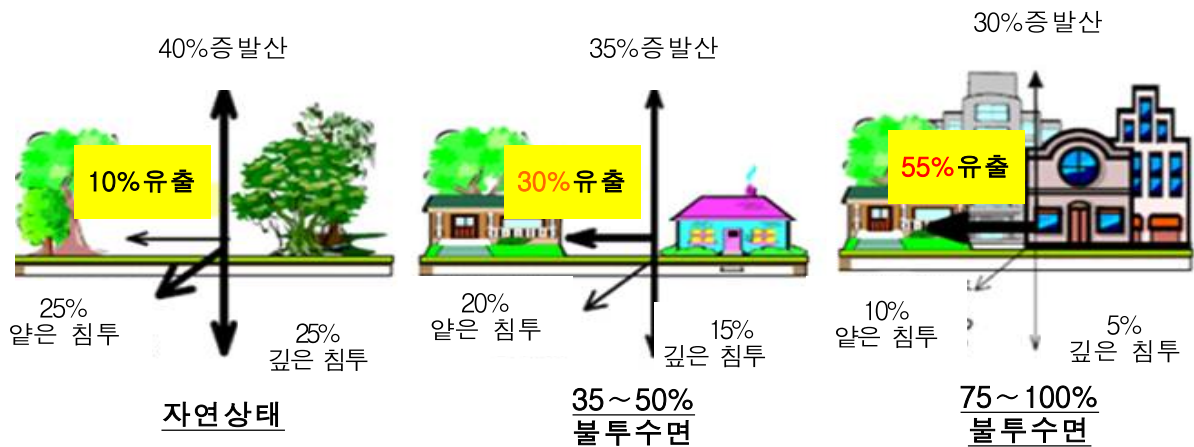 40%증발산
10%유출
25%
얕은 침투
25%
깊은 침투
자연상태
35%증발산
30%유출
20%
얕은 침투
15%
깊은 침투
35~50%
불투수면
30%증발산
55%유출
10%
얕은 침투
5%
깊은 침투
75~100%
불투수면